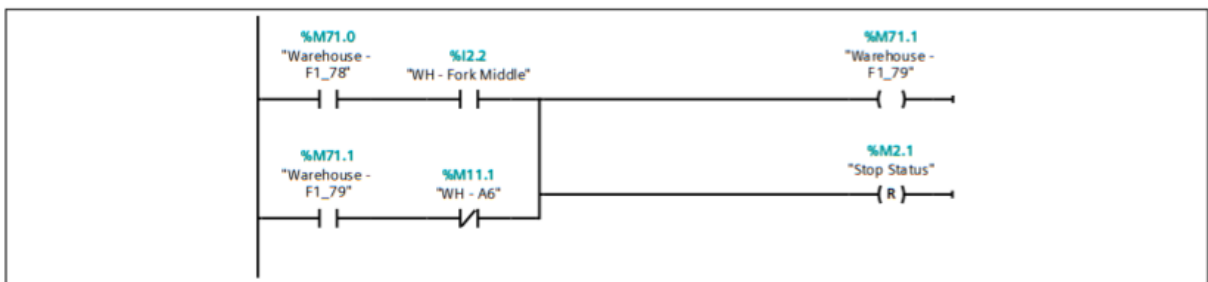 %M71.0
"Warehouse -
F1_78"
%I2.2
"WH - Fork Middle"
%M71.1
"Warehouse -
F1_79"
%M71.1
"Warehouse -
F1_79"
%M11.1
"WH - A6"
%M2.1
"Stop Status"
R